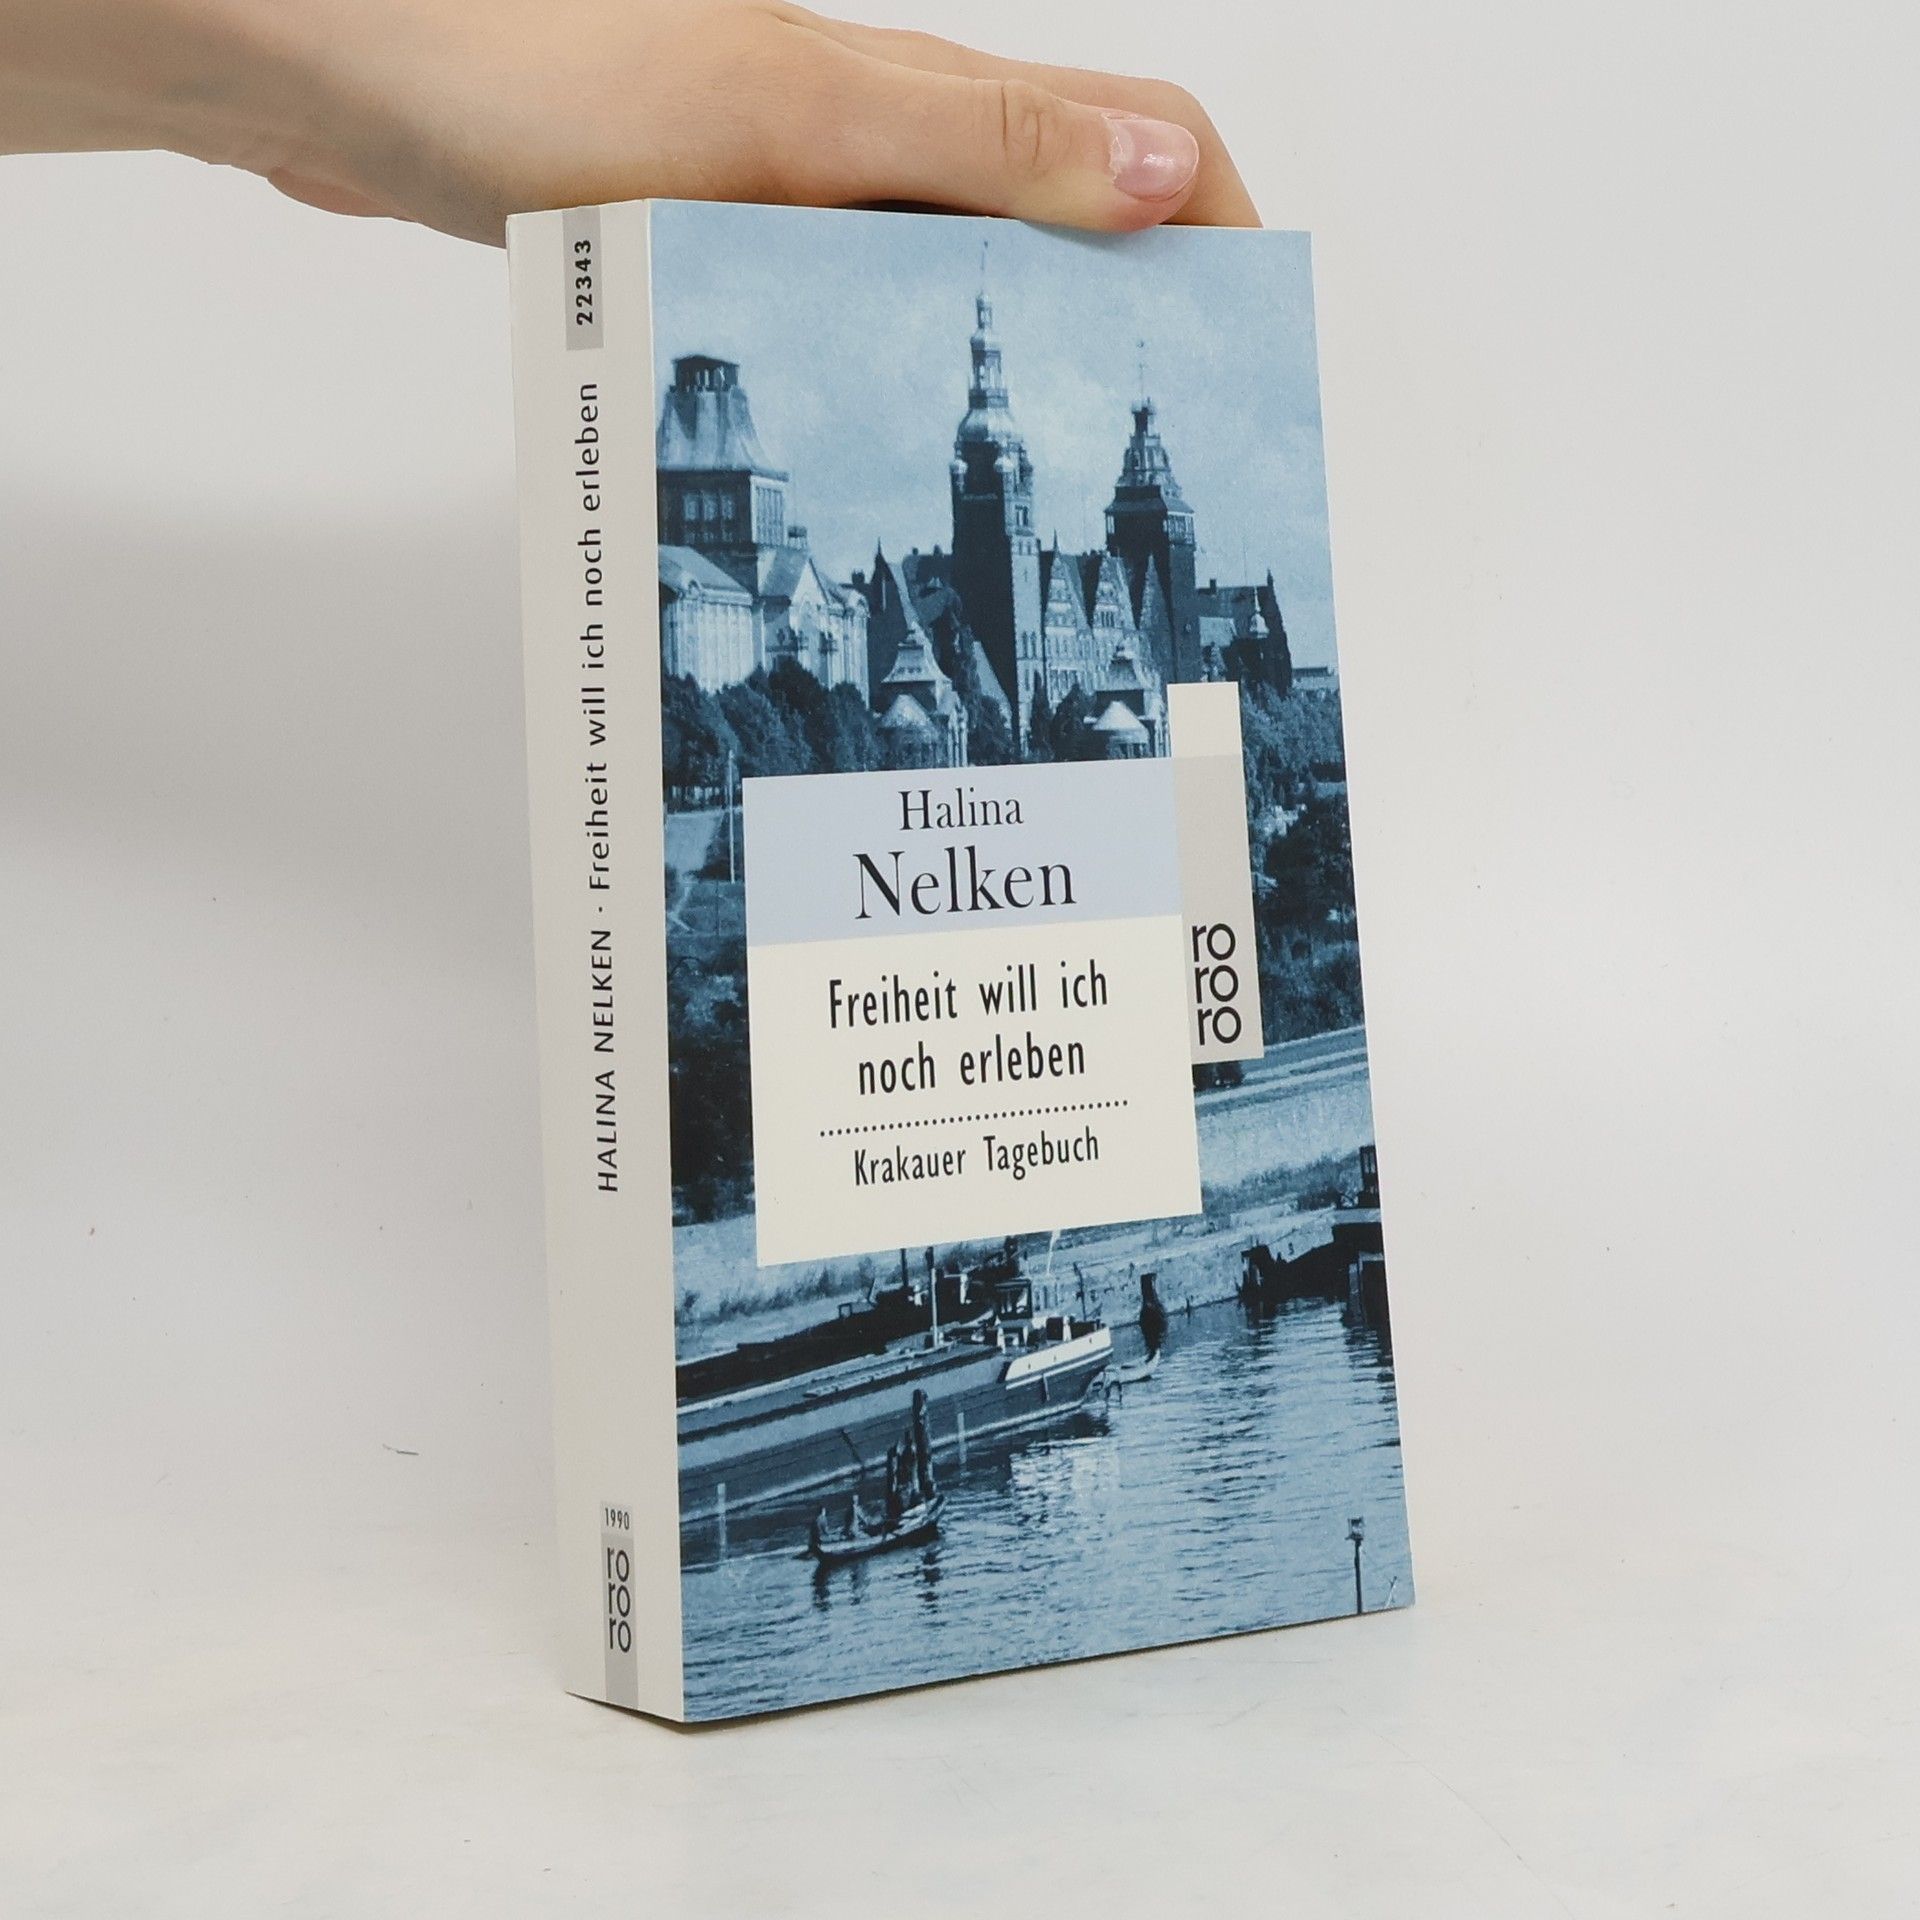 22343
HALINA NELKEN · Freiheit will ich noch erleben
1990
ro
ro
ro
Halina
Nelken
Freiheit will ich
noch erleben
Krakauer Tagebuch
ro
ro
ro